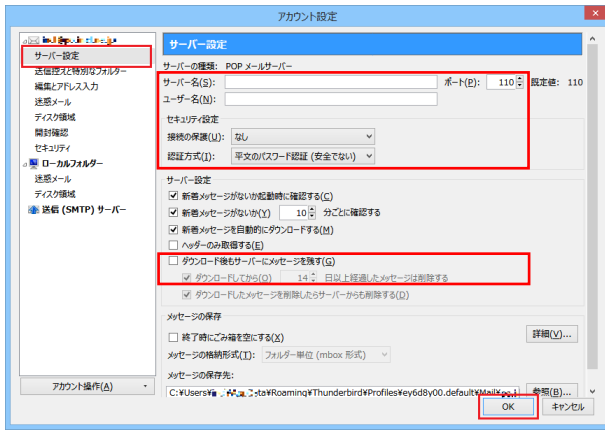 アカウント設定
サーバー設定
送信控えと特別なフォルダー
編集とアドレス入力
迷惑メール
ディスク領域
開封確認
セキュリティ
ローカルフォルダー
迷惑メール
ディスク領域
送信 (SMTP) サーバー
アカウント操作(A)
サーバー設定
サーバーの種類: POP メールサーバー
サーバー名(S): ポート(P): 110 既定値: 110
ユーザー名(N):
セキュリティ設定
接続の保護(U): なし
認証方式(I): 平文のパスワード認証 (安全でない)
サーバー設定
新着メッセージがないか起動時に確認する(C)
新着メッセージがないか(Y) 10 分ごとに確認する
新着メッセージを自動的にダウンロードする(M)
ヘッダーのみ取得する(E)
ダウンロード後もサーバーにメッセージを残す(G)
ダウンロードしてから(O) 14 日以上経過したメッセージは削除する
ダウンロードしたメッセージを削除したらサーバーからも削除する(D)
メッセージの保存
終了時にごみ箱を空にする(X) 詳細(V)...
メッセージの格納形式(T): フォルダー単位 (mbox 形式)
メッセージの保存先:
C:¥Users¥ ta¥Roaming¥Thunderbird¥Profiles¥ey6d8y00.default¥Mail¥ 参照(B)...
OK キャンセル